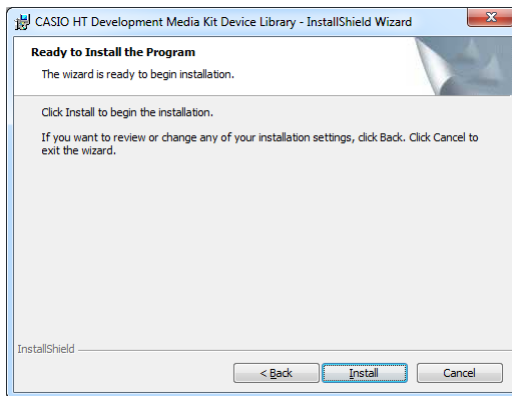 CASIO HT Development Media Kit Device Library - InstallShield Wizard
Ready to Install the Program
The wizard is ready to begin installation.
Click Install to begin the installation.
If you want to review or change any of your installation settings, click Back. Click Cancel to
exit the wizard.
InstallShield
< Back
Install
Cancel